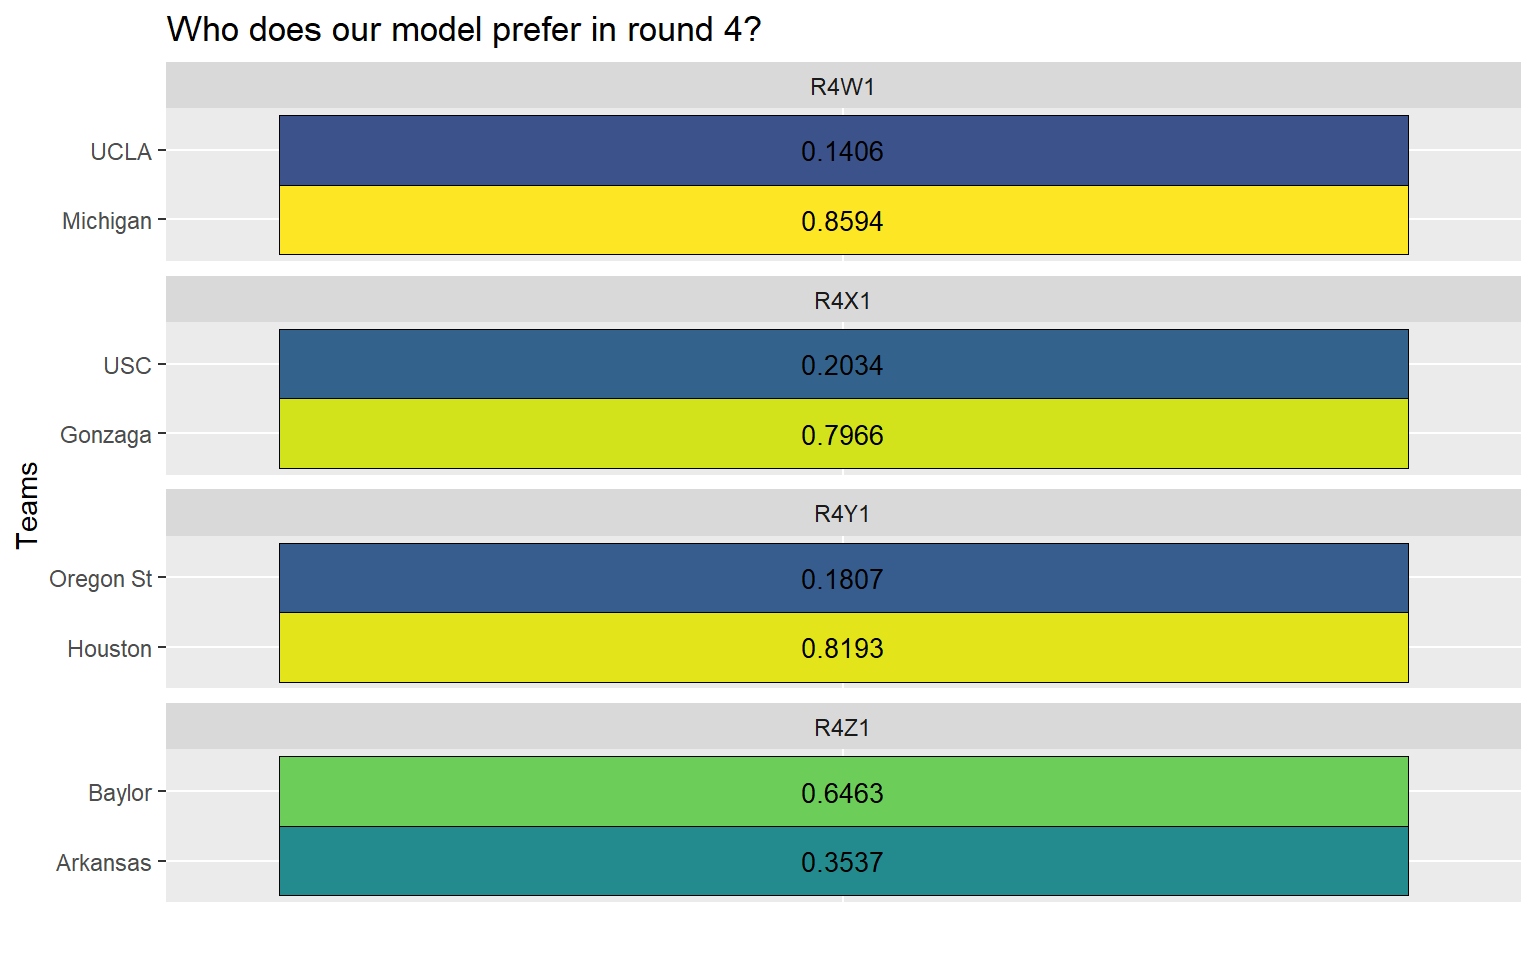 Who does our model prefer in round 4?
R4W1
UCLA 0.1406
Michigan 0.8594
R4X1
USC 0.2034
Gonzaga 0.7966
Teams
R4Y1
Oregon St 0.1807
Houston 0.8193
R4Z1
Baylor 0.6463
Arkansas 0.3537